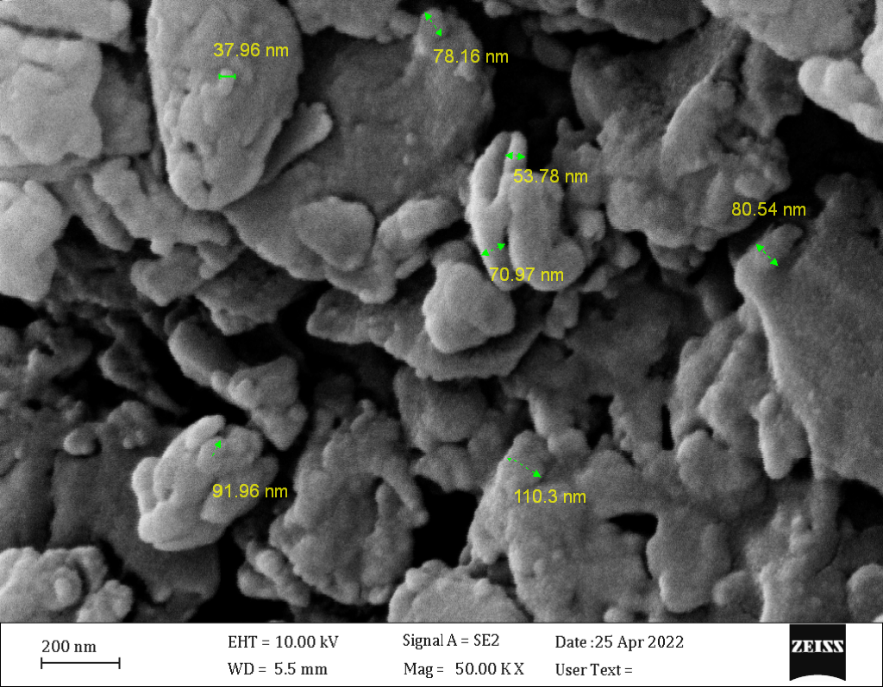 37.96 nm
78.16 nm
53.78 nm
80.54 nm
70.97 nm
91.96 nm
110.3 nm
200 nm
EHT = 10.00 kV
Signal A = SE2
Date :25 Apr 2022
WD = 5.5 mm
Mag = 50.00 K X
User Text =
ZEISS